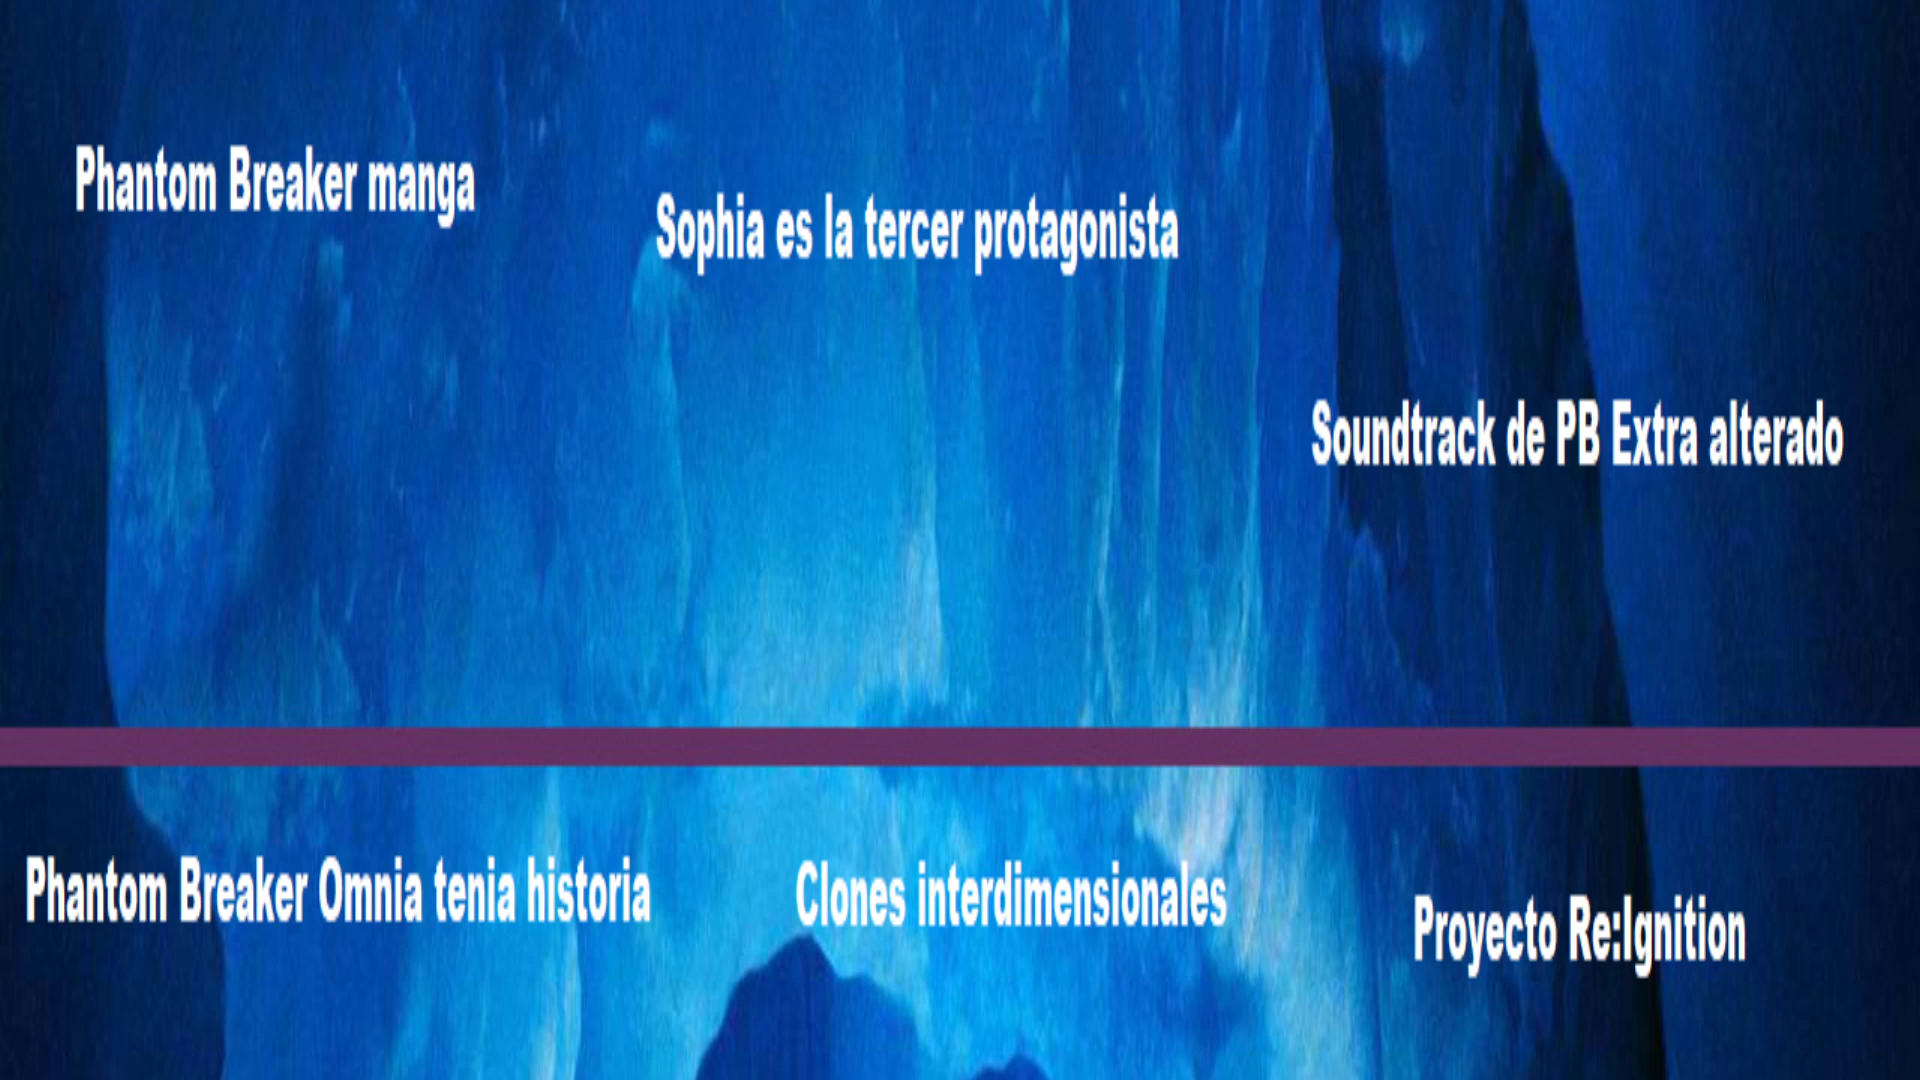 Phantom Breaker manga
Sophia es la tercer protagonista
Soundtrack de PB Extra alterado
Phantom Breaker Omnia tenia historia
Clones interdimensionales
Proyecto Re:Ignition